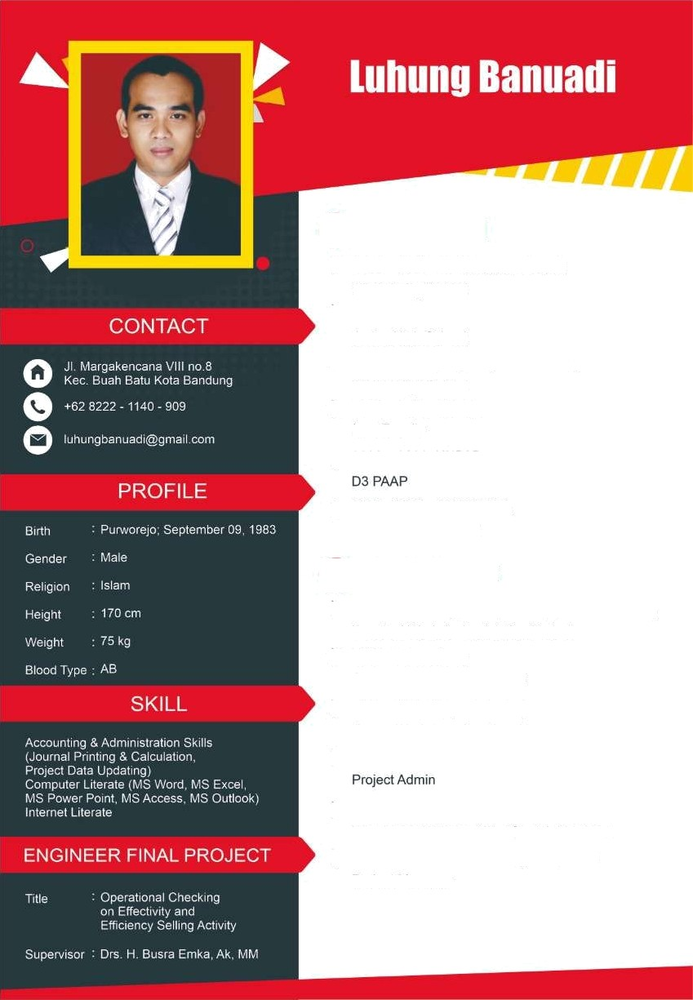 Luhung Banuadi
CONTACT
Jl. Margakencana VIII no.8
Kec. Buah Batu Kota Bandung
+62 8222 - 1140 - 909
luhungbanuadi@gmail.com
PROFILE
Birth : Purworejo; September 09, 1983
Gender : Male
Religion : Islam
Height : 170 cm
Weight : 75 kg
Blood Type : AB
SKILL
Accounting & Administration Skills
(Journal Printing & Calculation,
Project Data Updating)
Computer Literate (MS Word, MS Excel,
MS Power Point, MS Access, MS Outlook)
Internet Literate
ENGINEER FINAL PROJECT
Title : Operational Checking
on Effectivity and
Efficiency Selling Activity
Supervisor : Drs. H. Busra Emka, Ak, MM
D3 PAAP
Project Admin